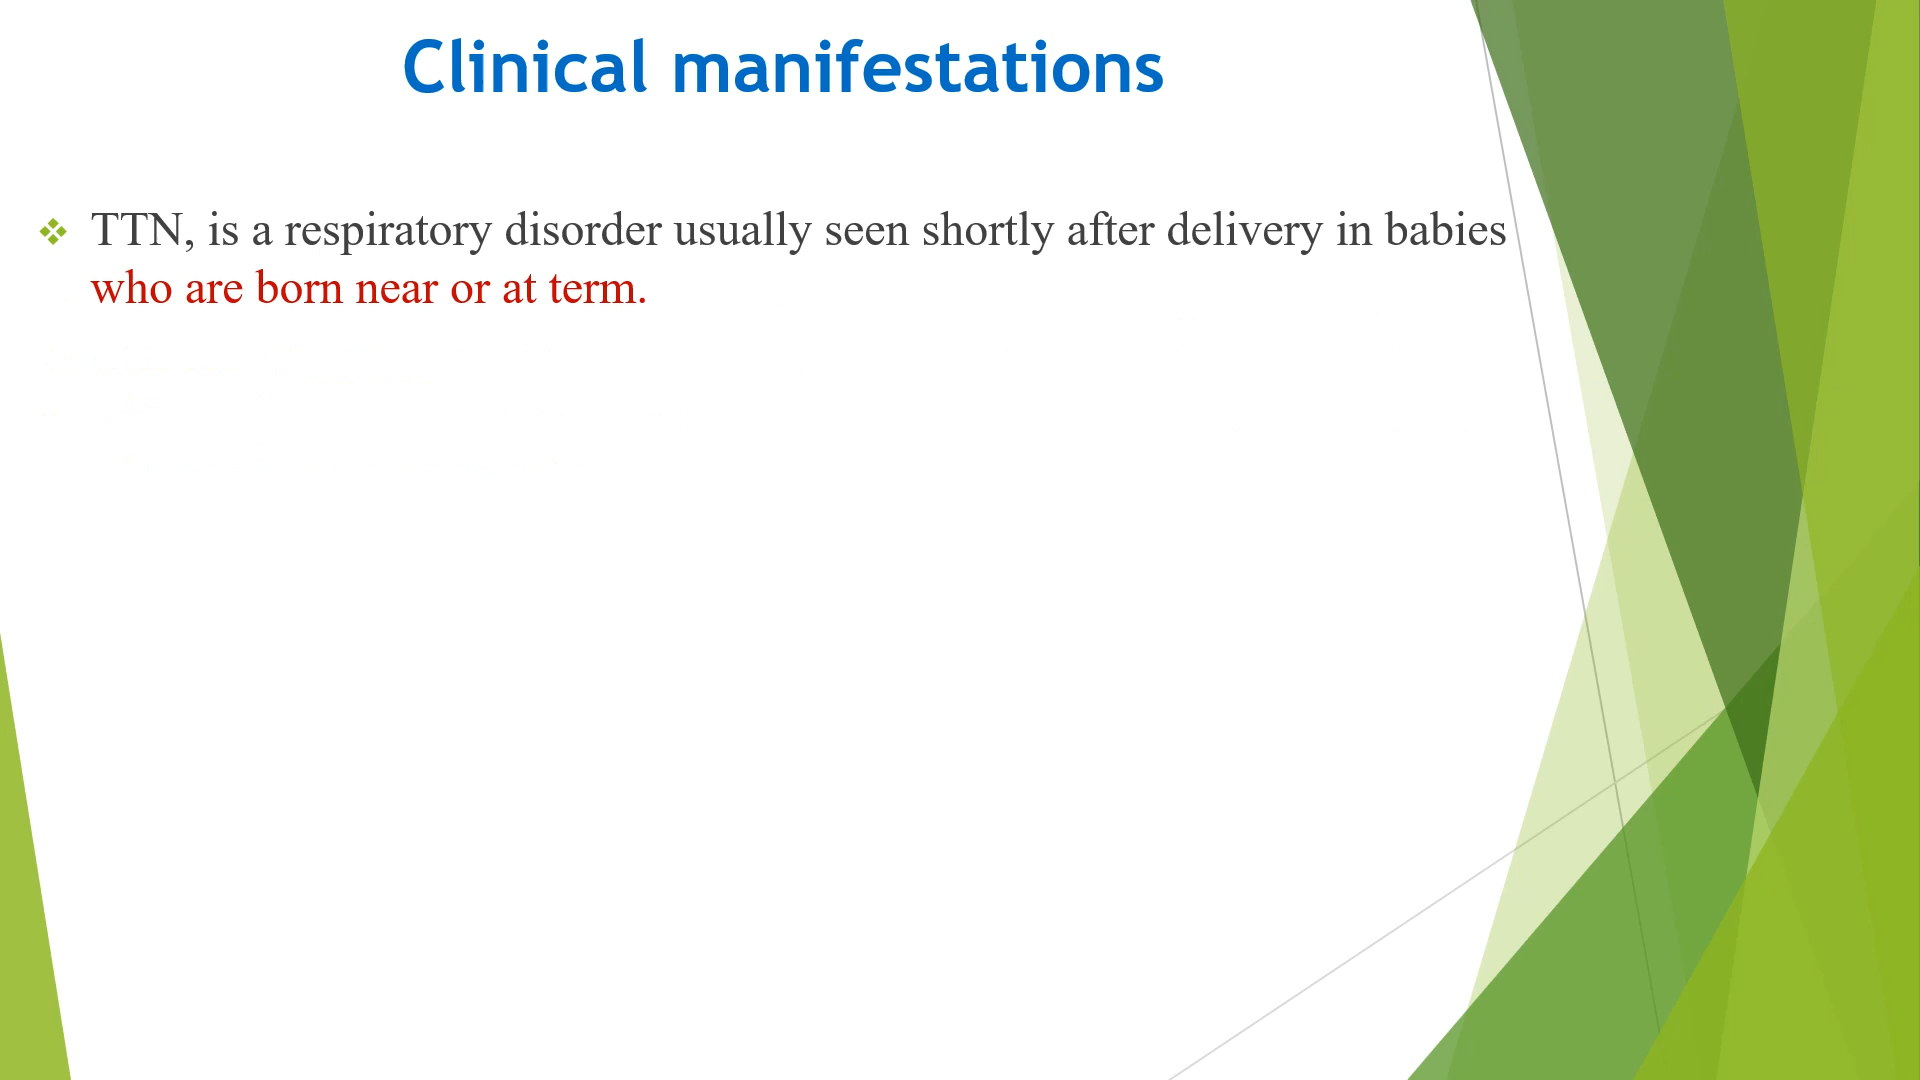 Clinical manifestations
TTN, is a respiratory disorder usually seen shortly after delivery in babies
who are born near or at term.